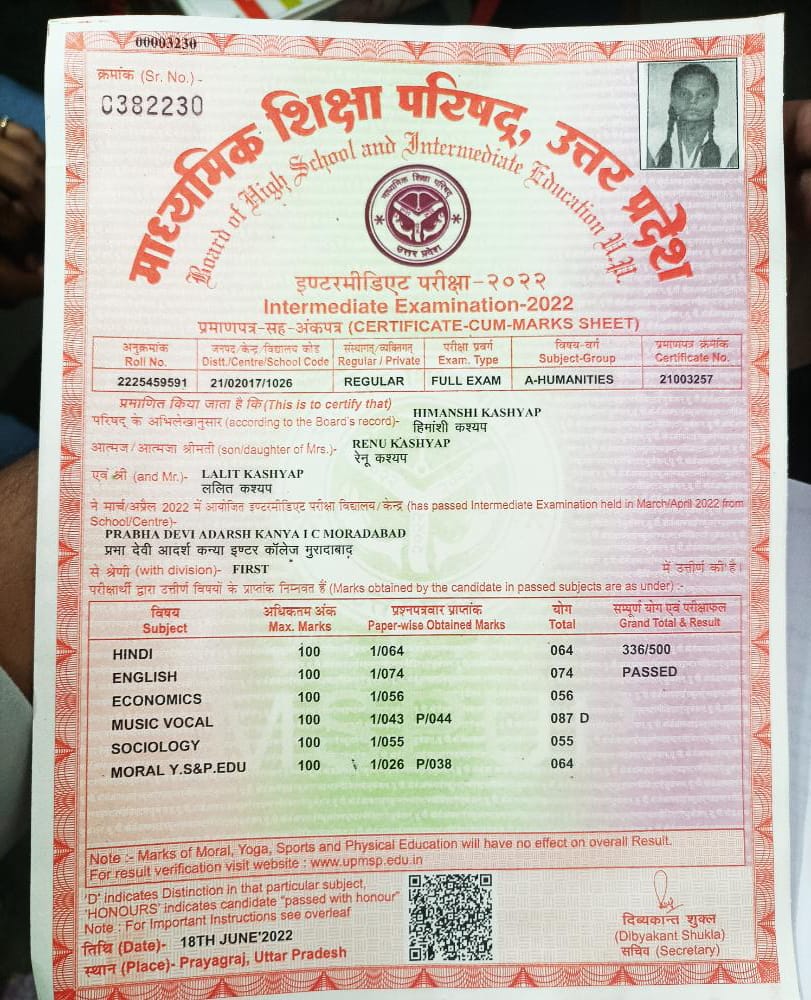 00003230
क्रमांक (Sr. No.) -
0382230
माध्यमिक शिक्षा परिषद्, उत्तर प्रदेश
Board of High School and Intermediate Education U.P.
माध्यमिक शिक्षा परिषद्
उत्तर प्रदेश
इण्टरमीडिएट परीक्षा-२०२२
Intermediate Examination-2022
प्रमाणपत्र-सह-अंकपत्र (CERTIFICATE-CUM-MARKS SHEET)
अनुक्रमांक जनपद/केन्द्र/विद्यालय कोड संस्थागत/व्यक्तिगत परीक्षा प्रवर्ग विषय-वर्ग प्रमाणपत्र क्रमांक
Roll No. Distt./Centre/School Code Regular / Private Exam. Type Subject-Group Certificate No.
2225459591 21/02017/1026 REGULAR FULL EXAM A-HUMANITIES 21003257
प्रमाणित किया जाता है कि (This is to certify that)
HIMANSHI KASHYAP
परिषद् के अभिलेखानुसार (according to the Board's record)- हिमांशी कश्यप
आत्मज/आत्मजा श्रीमती (son/daughter of Mrs.)- RENU KASHYAP
रेनू कश्यप
एवं श्री (and Mr.)- LALIT KASHYAP
ललित कश्यप
ने मार्च/अप्रैल 2022 में आयोजित इण्टरमीडिएट परीक्षा विद्यालय/केन्द्र (has passed Intermediate Examination held in March/April 2022 from
School/Centre)-
PRABHA DEVI ADARSH KANYA I C MORADABAD
प्रभा देवी आदर्श कन्या इण्टर कॉलेज मुरादाबाद
से श्रेणी (with division)- FIRST में उत्तीर्ण की है।
परीक्षार्थी द्वारा उत्तीर्ण विषयों के प्राप्तांक निम्नवत हैं (Marks obtained by the candidate in passed subjects are as under) :-
विषय अधिकतम अंक प्रश्नपत्रवार प्राप्तांक योग सम्पूर्ण योग एवं परीक्षाफल
Subject Max. Marks Paper-wise Obtained Marks Total Grand Total & Result
HINDI 100 1/064 064 336/500
ENGLISH 100 1/074 074 PASSED
ECONOMICS 100 1/056 056
MUSIC VOCAL 100 1/043 P/044 087 D
SOCIOLOGY 100 1/055 055
MORAL Y.S&P.EDU 100 1/026 P/038 064
Note :- Marks of Moral, Yoga, Sports and Physical Education will have no effect on overall Result.
For result verification visit website : www.upmsp.edu.in
'D' indicates Distinction in that particular subject,
'HONOURS' indicates candidate "passed with honour"
Note : For Important Instructions see overleaf
तिथि (Date)- 18TH JUNE'2022
स्थान (Place)- Prayagraj, Uttar Pradesh
दिव्यकान्त शुक्ल
(Dibyakant Shukla)
सचिव (Secretary)